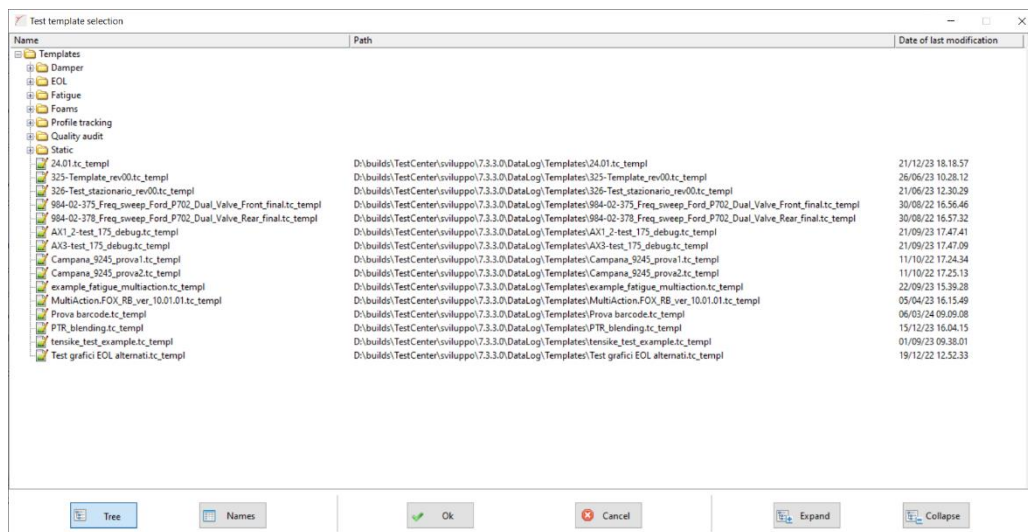 Test template selection
Name Path Date of last modification
Templates
Damper
EOL
Fatigue
Foams
Profile tracking
Quality audit
Static
24.01.tc_templ D:\builds\TestCenter\sviluppo\7.3.3.0\DataLog\Templates\24.01.tc_templ 21/12/23 18.18.57
325-Template_rev00.tc_templ D:\builds\TestCenter\sviluppo\7.3.3.0\DataLog\Templates\325-Template_rev00.tc_templ 26/06/23 10.28.12
326-Test_stazionario_rev00.tc_templ D:\builds\TestCenter\sviluppo\7.3.3.0\DataLog\Templates\326-Test_stazionario_rev00.tc_templ 21/06/23 12.30.29
984-02-375_Freq_sweep_Ford_P702_Dual_Valve_Front_final.tc_templ D:\builds\TestCenter\sviluppo\7.3.3.0\DataLog\Templates\984-02-375_Freq_sweep_Ford_P702_Dual_Valve_Front_final.tc_templ 30/08/22 16.56.46
984-02-378_Freq_sweep_Ford_P702_Dual_Valve_Rear_final.tc_templ D:\builds\TestCenter\sviluppo\7.3.3.0\DataLog\Templates\984-02-378_Freq_sweep_Ford_P702_Dual_Valve_Rear_final.tc_templ 30/08/22 16.57.32
AX1_2-test_175_debug.tc_templ D:\builds\TestCenter\sviluppo\7.3.3.0\DataLog\Templates\AX1_2-test_175_debug.tc_templ 21/09/23 17.47.41
AX3-test_175_debug.tc_templ D:\builds\TestCenter\sviluppo\7.3.3.0\DataLog\Templates\AX3-test_175_debug.tc_templ 21/09/23 17.47.09
Campana_9245_prova1.tc_templ D:\builds\TestCenter\sviluppo\7.3.3.0\DataLog\Templates\Campana_9245_prova1.tc_templ 11/10/22 17.24.34
Campana_9245_prova2.tc_templ D:\builds\TestCenter\sviluppo\7.3.3.0\DataLog\Templates\Campana_9245_prova2.tc_templ 11/10/22 17.25.13
example_fatigue_multiaction.tc_templ D:\builds\TestCenter\sviluppo\7.3.3.0\DataLog\Templates\example_fatigue_multiaction.tc_templ 22/09/23 15.39.28
MultiAction.FOX_RB_ver_10.01.01.tc_templ D:\builds\TestCenter\sviluppo\7.3.3.0\DataLog\Templates\MultiAction.FOX_RB_ver_10.01.01.tc_templ 05/04/23 16.15.49
Prova barcode.tc_templ D:\builds\TestCenter\sviluppo\7.3.3.0\DataLog\Templates\Prova barcode.tc_templ 06/03/24 09.09.08
PTR_blending.tc_templ D:\builds\TestCenter\sviluppo\7.3.3.0\DataLog\Templates\PTR_blending.tc_templ 15/12/23 16.04.15
tensike_test_example.tc_templ D:\builds\TestCenter\sviluppo\7.3.3.0\DataLog\Templates\tensike_test_example.tc_templ 01/09/23 09.38.01
Test grafici EOL alternati.tc_templ D:\builds\TestCenter\sviluppo\7.3.3.0\DataLog\Templates\Test grafici EOL alternati.tc_templ 19/12/22 12.52.33
Tree Names Ok Cancel Expand Collapse